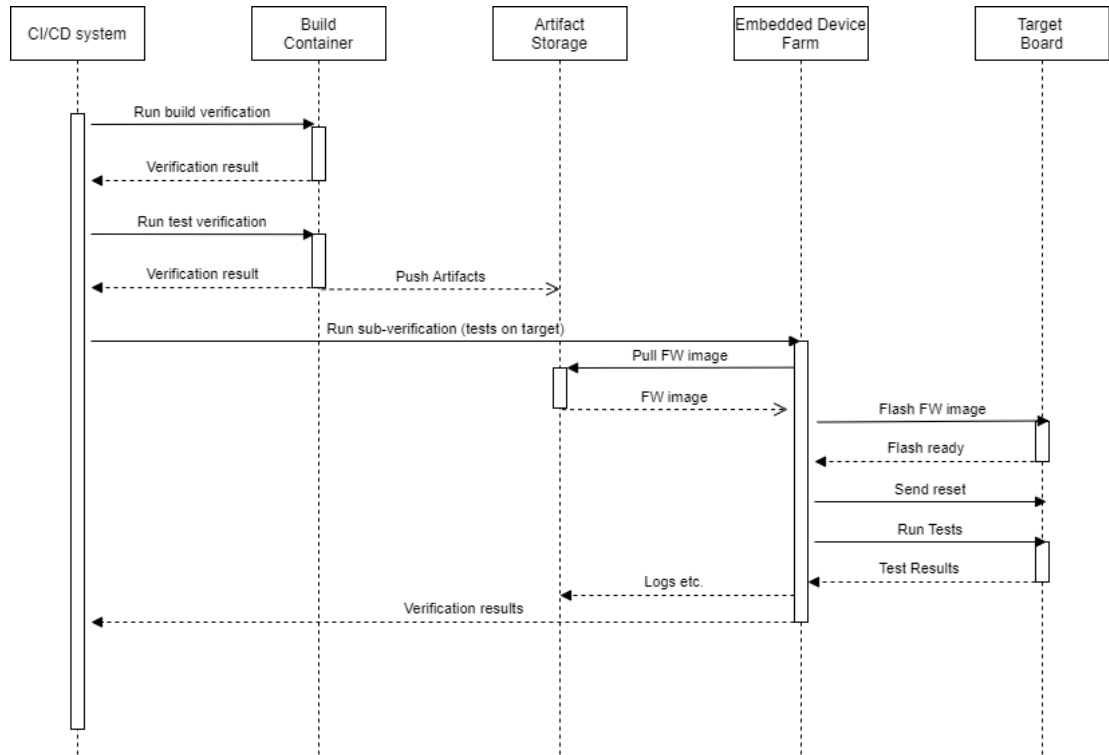 CI/CD system
Build
Container
Artifact
Storage
Embedded Device
Farm
Target
Board
Run build verification
Verification result
Run test verification
Verification result
Push Artifacts
Run sub-verification (tests on target)
Pull FW image
FW image
Flash FW image
Flash ready
Send reset
Run Tests
Test Results
Logs etc.
Verification results